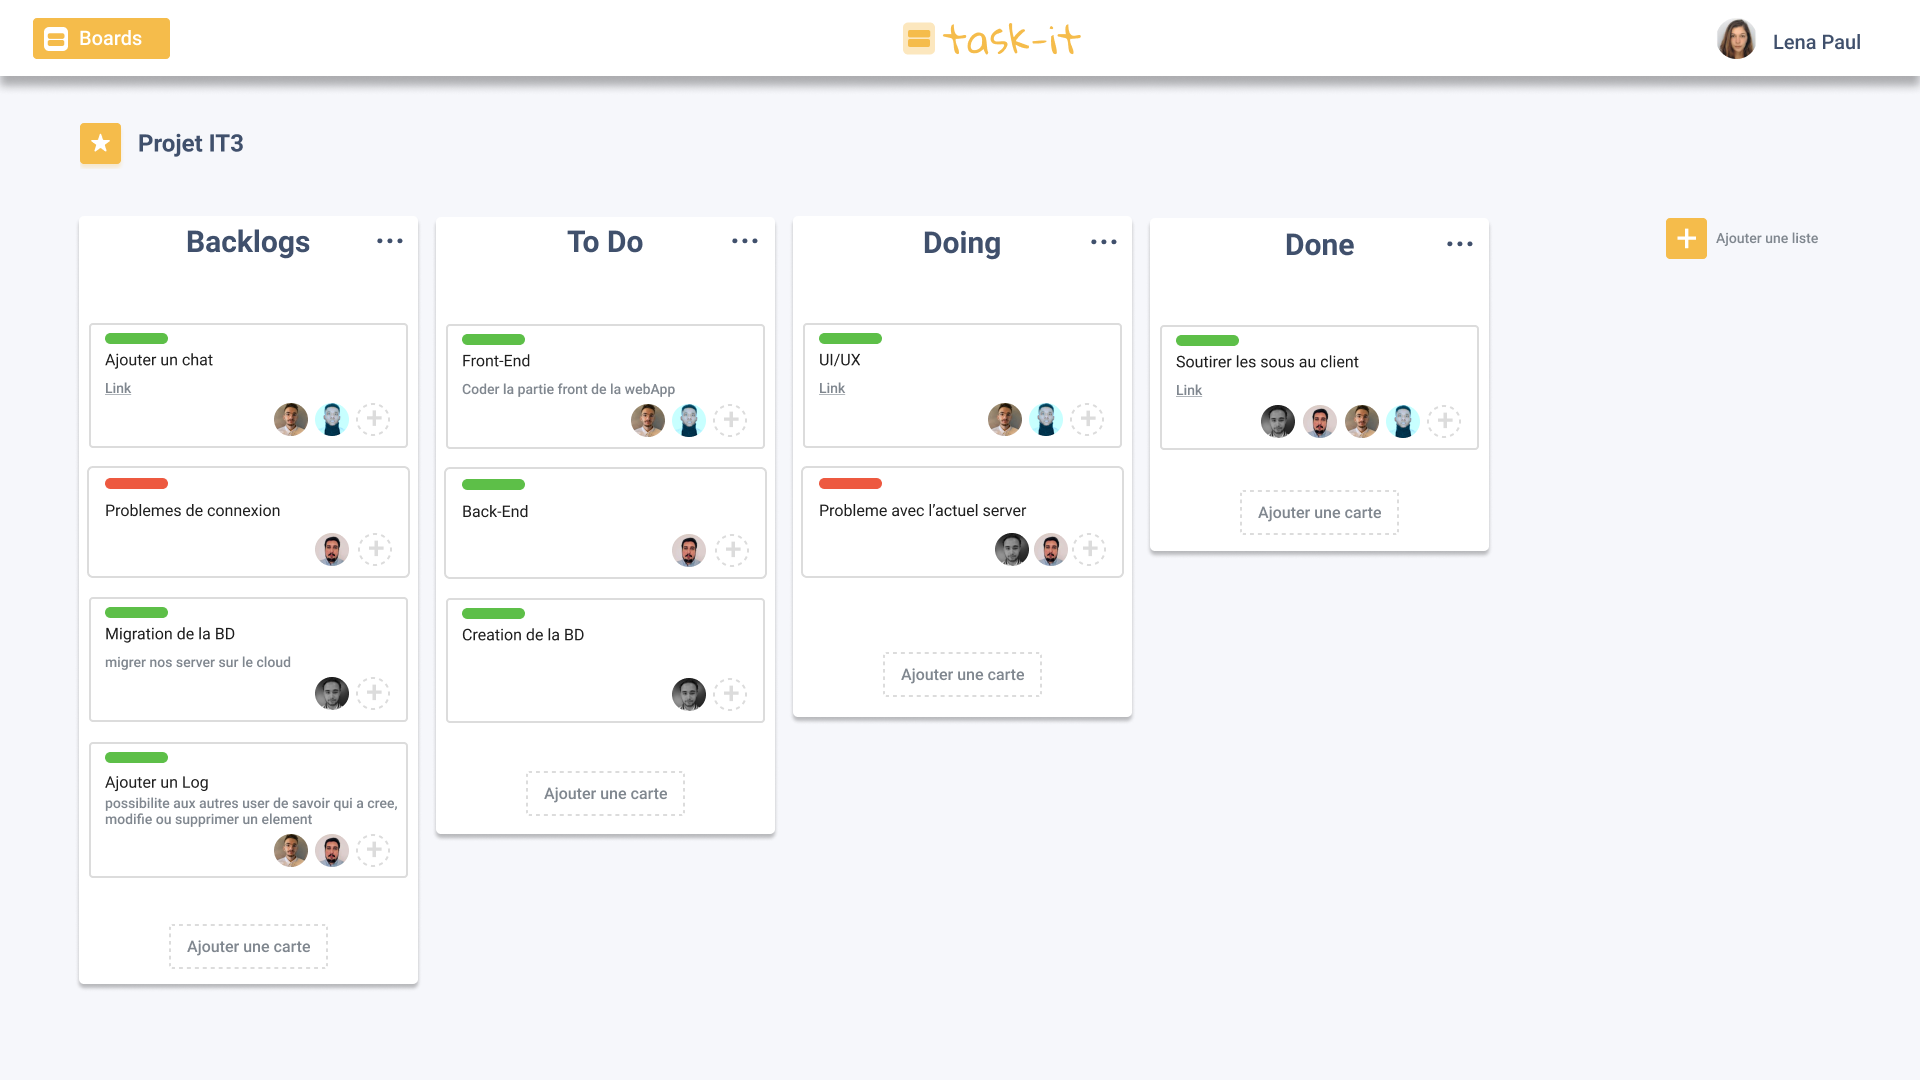 Boards
task-it
Lena Paul
Projet IT3
Backlogs
Ajouter un chat
Link
Problemes de connexion
Migration de la BD
migrer nos server sur le cloud
Ajouter un Log
possibilite aux autres user de savoir qui a cree,
modifie ou supprimer un element
Ajouter une carte
To Do
Front-End
Coder la partie front de la webApp
Back-End
Creation de la BD
Ajouter une carte
Doing
UI/UX
Link
Probleme avec l’actuel server
Ajouter une carte
Done
Soutirer les sous au client
Link
Ajouter une carte
Ajouter une liste